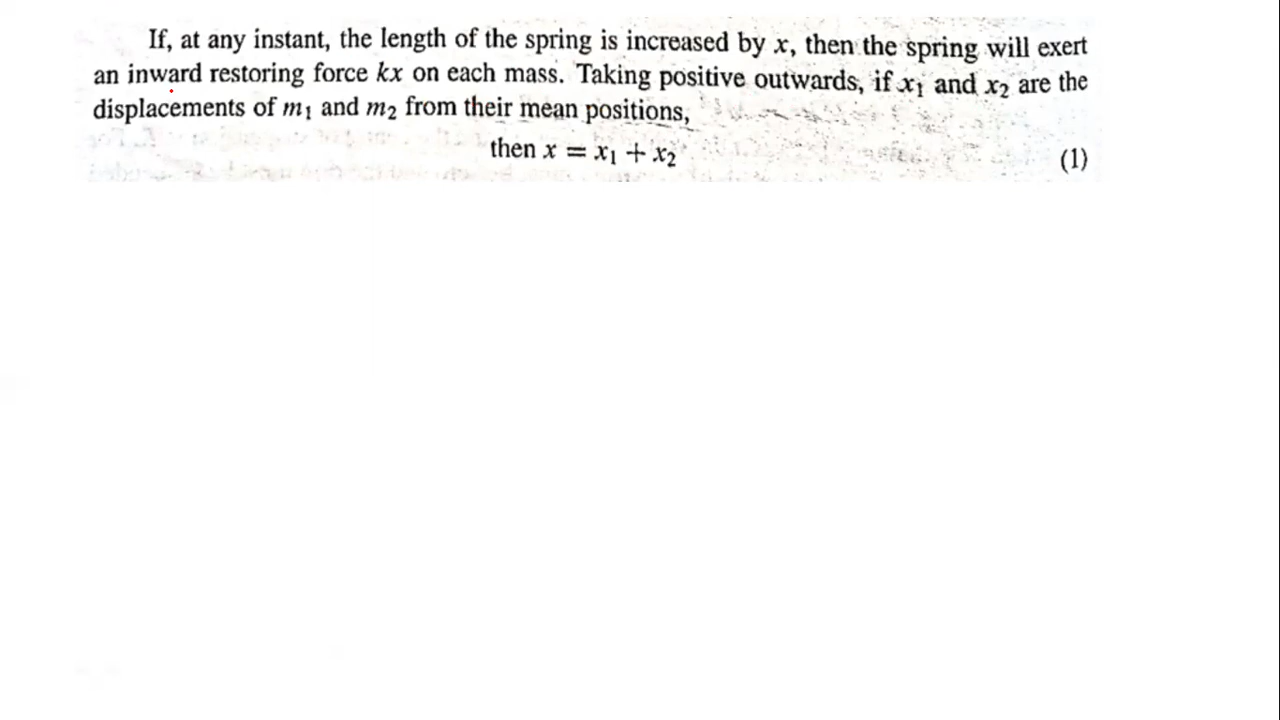 If, at any instant, the length of the spring is increased by x, then the spring will exert
an inward restoring force kx on each mass. Taking positive outwards, if x₁ and x₂ are the
displacements of m₁ and m₂ from their mean positions,
then x = x₁ + x₂ (1)